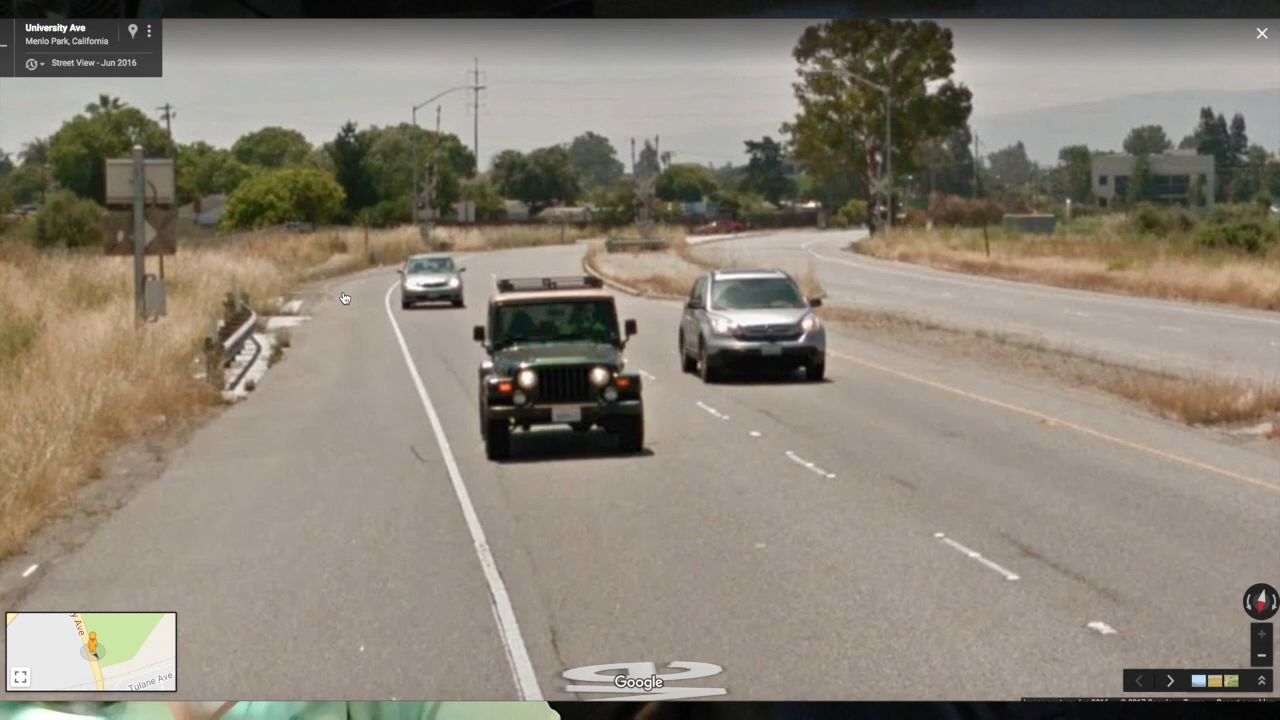 University Ave
Menlo Park, California
Street View - Jun 2016
y Ave
Tulane Ave
Google